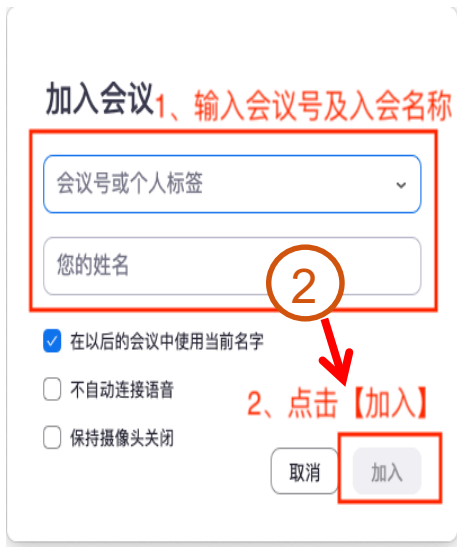 加入会议
1、输入会议号及入会名称
会议号或个人标签
您的姓名
②
在以后的会议中使用当前名字
不自动连接语音
2、点击【加入】
保持摄像头关闭
取消
加入